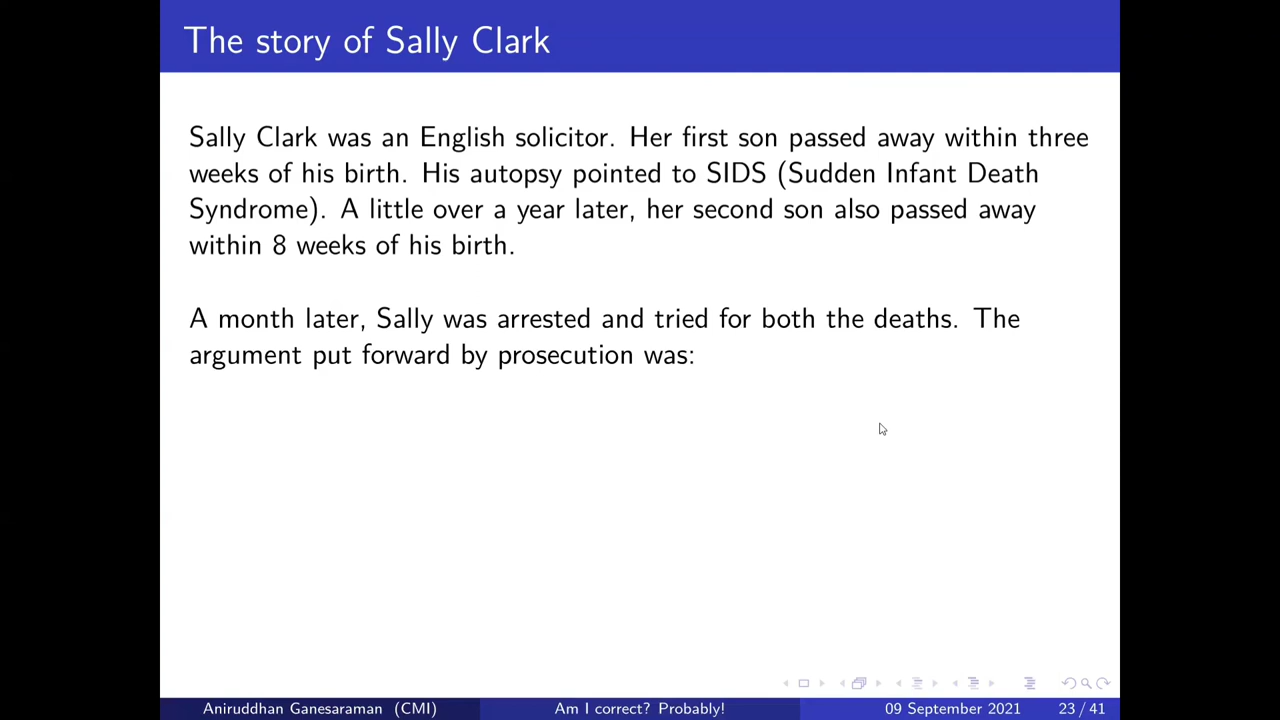 The story of Sally Clark
Sally Clark was an English solicitor. Her first son passed away within three
weeks of his birth. His autopsy pointed to SIDS (Sudden Infant Death
Syndrome). A little over a year later, her second son also passed away
within 8 weeks of his birth.
A month later, Sally was arrested and tried for both the deaths. The
argument put forward by prosecution was:
Aniruddhan Ganesaraman (CMI) Am I correct? Probably! 09 September 2021 23 / 41